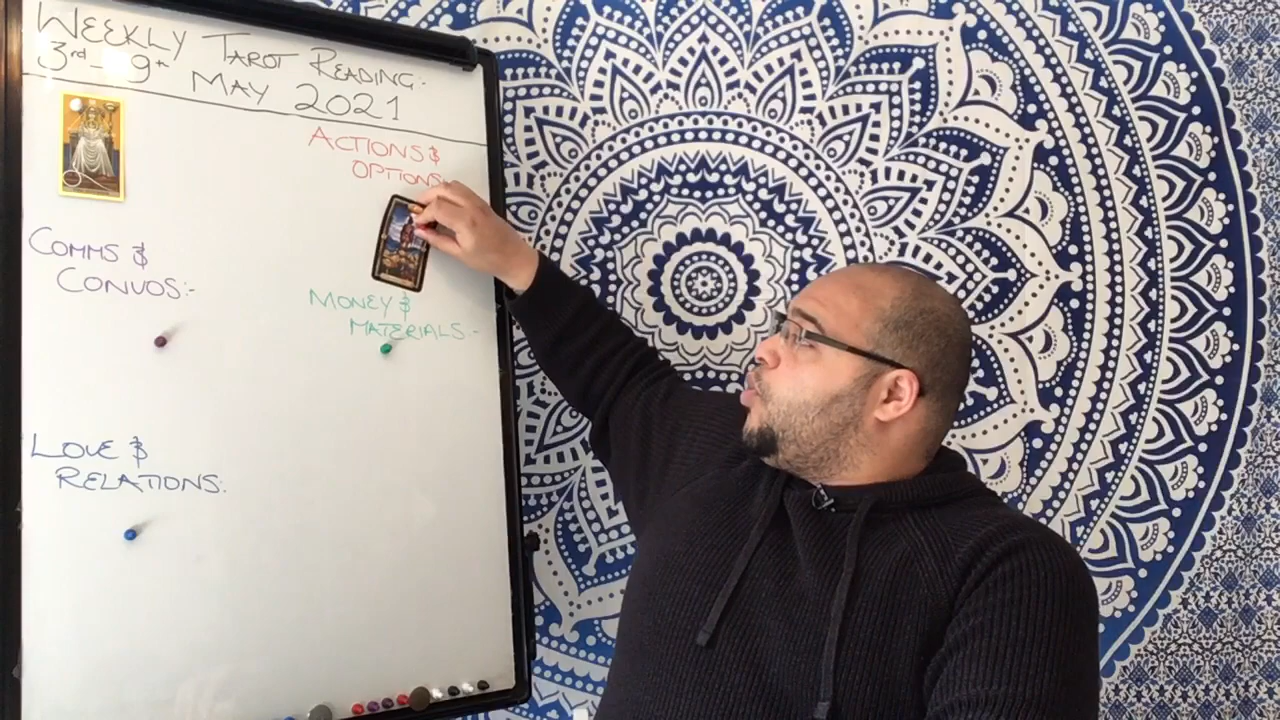 WEEKLY TAROT READING:-
3rd - 9th MAY 2021
ACTIONS &
OPTIONS
COMMS &
CONVOS:-
MONEY &
MATERIALS:-
LOVE &
RELATIONS: